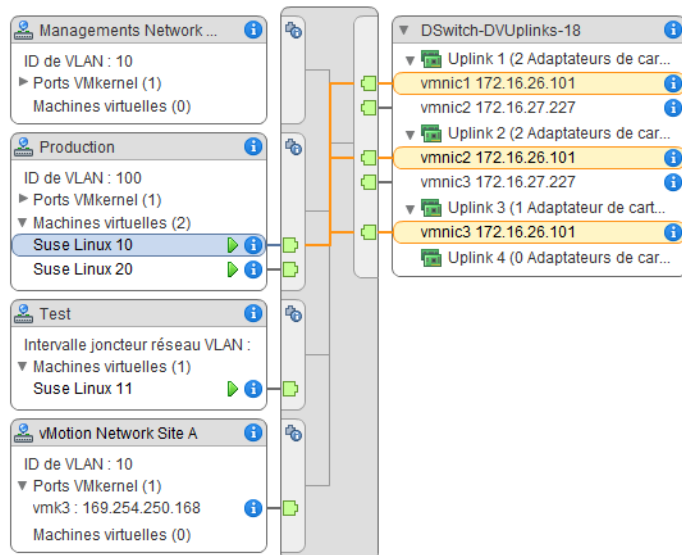 Managements Network ...
ID de VLAN : 10
Ports VMkernel (1)
Machines virtuelles (0)
Production
ID de VLAN : 100
Ports VMkernel (1)
Machines virtuelles (2)
Suse Linux 10
Suse Linux 20
Test
Intervalle joncteur réseau VLAN :
Machines virtuelles (1)
Suse Linux 11
vMotion Network Site A
ID de VLAN : 10
Ports VMkernel (1)
vmk3 : 169.254.250.168
Machines virtuelles (0)
DSwitch-DVUplinks-18
Uplink 1 (2 Adaptateurs de car...
vmnic1 172.16.26.101
vmnic2 172.16.27.227
Uplink 2 (2 Adaptateurs de car...
vmnic2 172.16.26.101
vmnic3 172.16.27.227
Uplink 3 (1 Adaptateur de cart...
vmnic3 172.16.26.101
Uplink 4 (0 Adaptateurs de car...